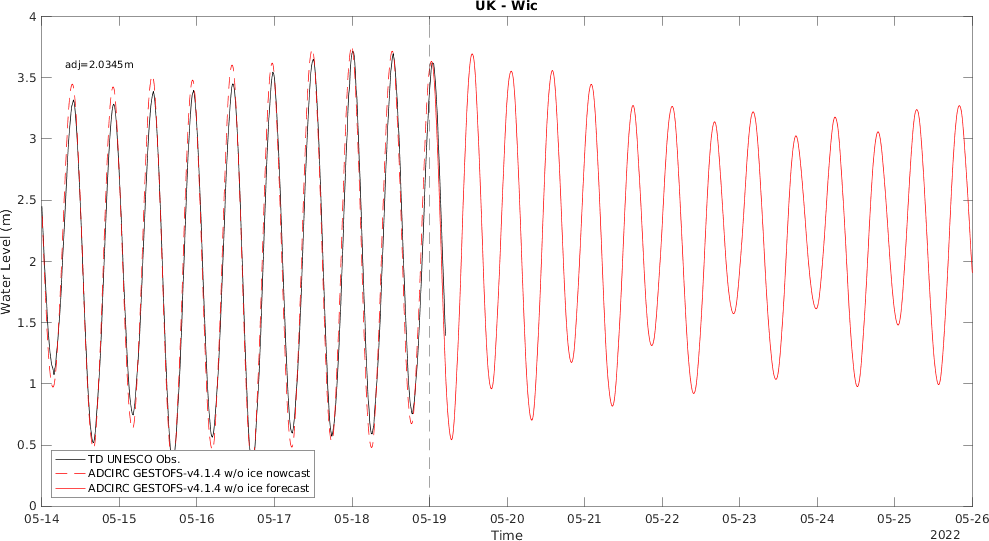 UK - Wic
4
adj=2.0345m
3.5
3
2.5
2
1.5
1
0.5
0
Water Level (m)
TD UNESCO Obs.
ADCIRC GESTOFS-v4.1.4 w/o ice nowcast
ADCIRC GESTOFS-v4.1.4 w/o ice forecast
05-14 05-15 05-16 05-17 05-18 05-19 05-20 05-21 05-22 05-23 05-24 05-25 05-26
Time
2022